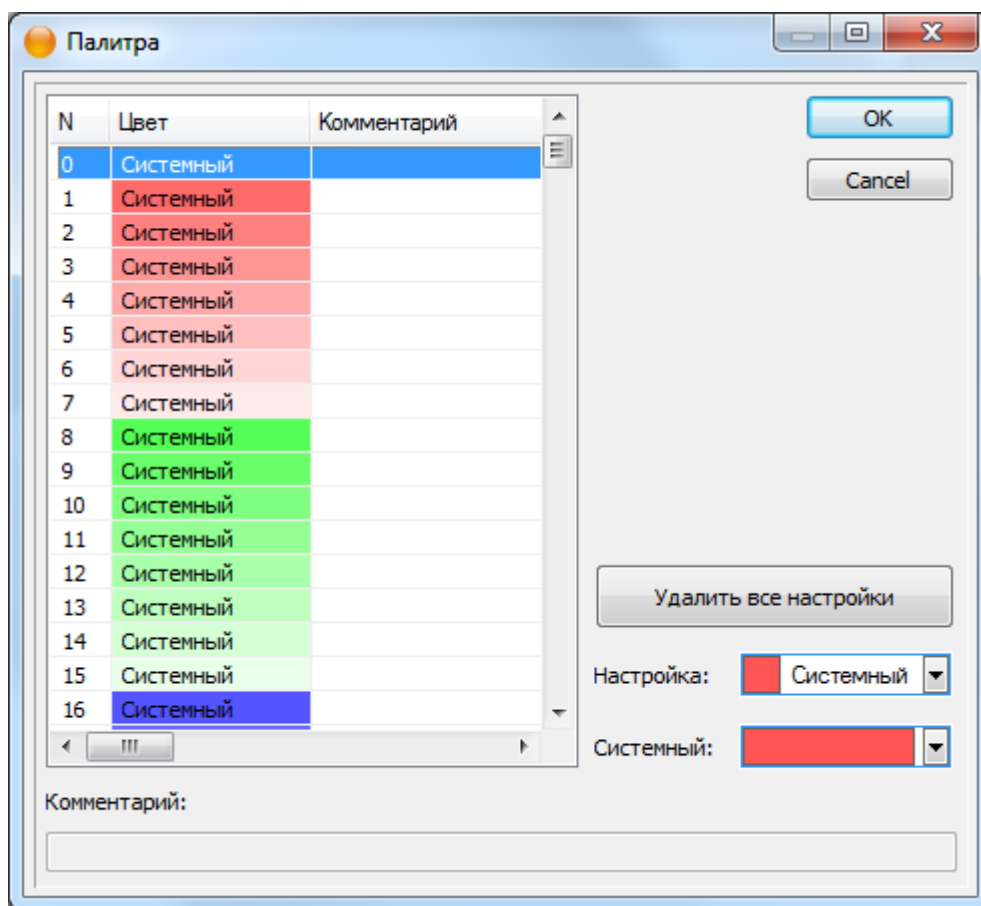 Палитра
N Цвет Комментарий
0 Системный
1 Системный
2 Системный
3 Системный
4 Системный
5 Системный
6 Системный
7 Системный
8 Системный
9 Системный
10 Системный
11 Системный
12 Системный
13 Системный
14 Системный
15 Системный
16 Системный
OK
Cancel
Удалить все настройки
Настройка: Системный
Системный:
Комментарий: